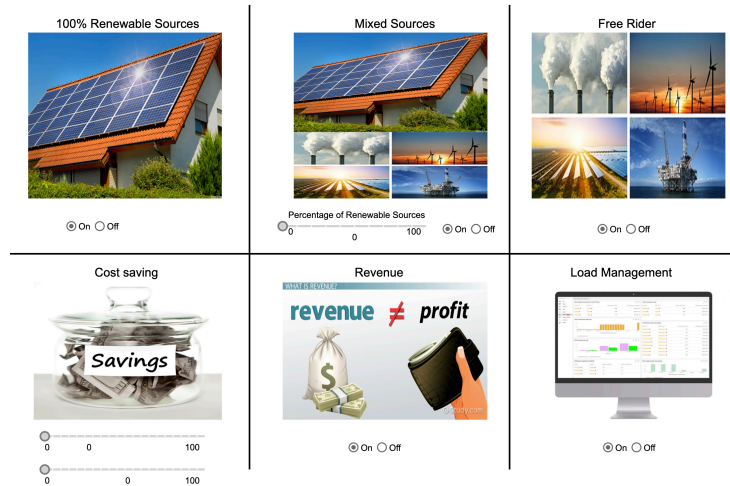 100% Renewable Sources
Mixed Sources
Free Rider
Percentage of Renewable Sources
0 100
0
On Off
On Off
On Off
Cost saving
Revenue
Load Management
WHAT IS REVENUE?
revenue ≠ profit
Savings
$
study.com
0 0 100
On Off
On Off
0 0 100